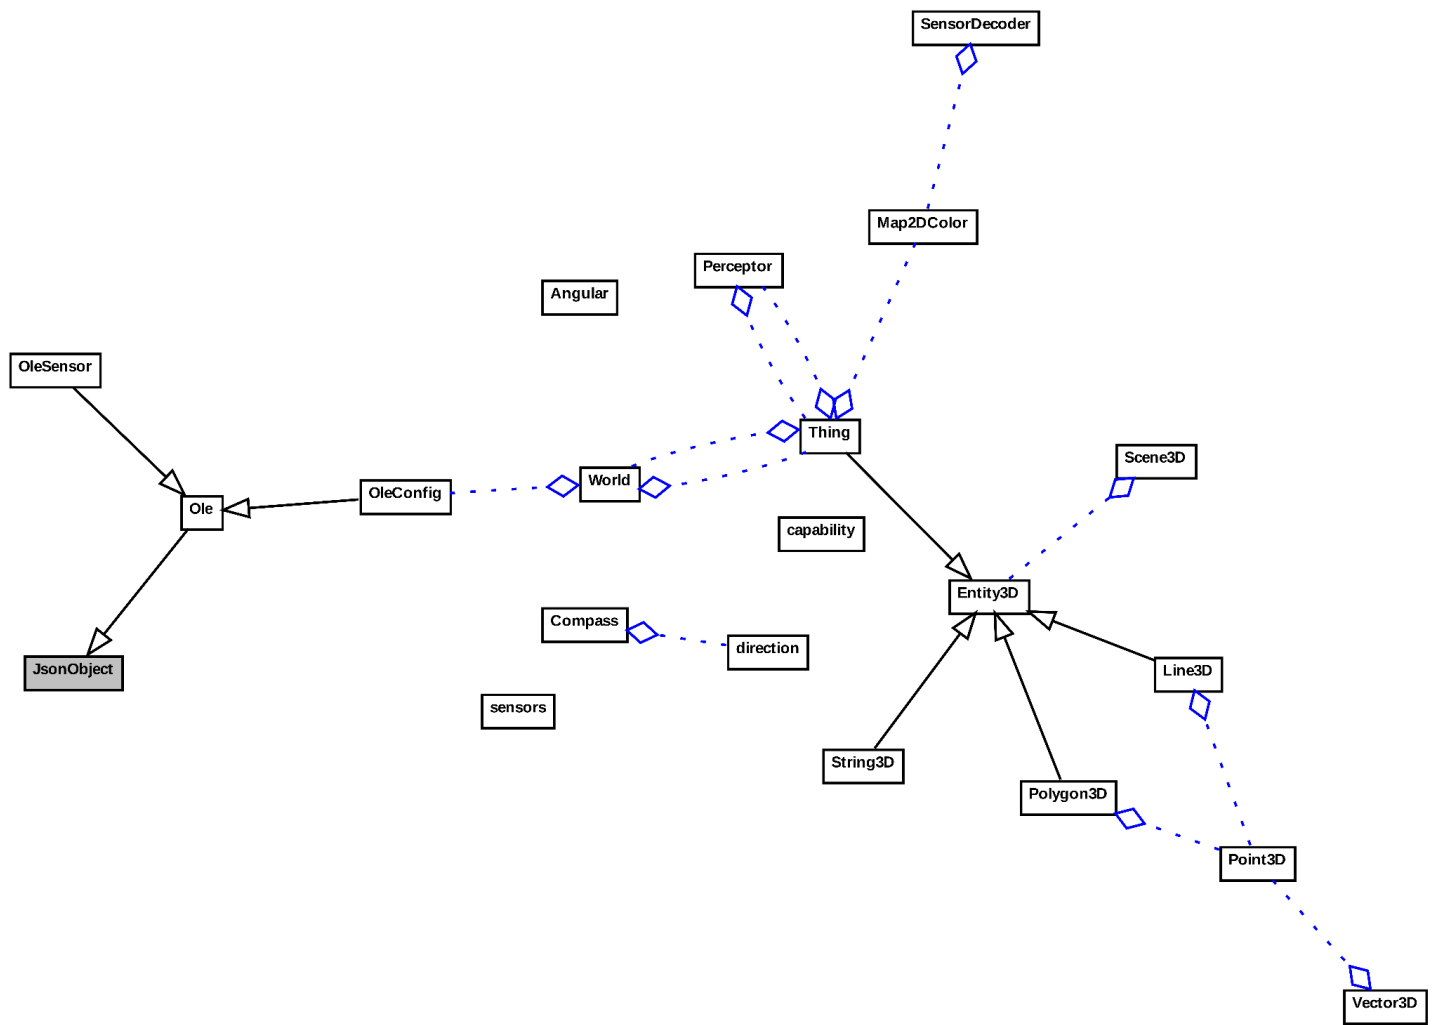 SensorDecoder
Map2DColor
Perceptor
Angular
OleSensor
Thing
Scene3D
World
OleConfig
Ole
capability
Entity3D
Compass
direction
JsonObject
Line3D
sensors
String3D
Polygon3D
Point3D
Vector3D